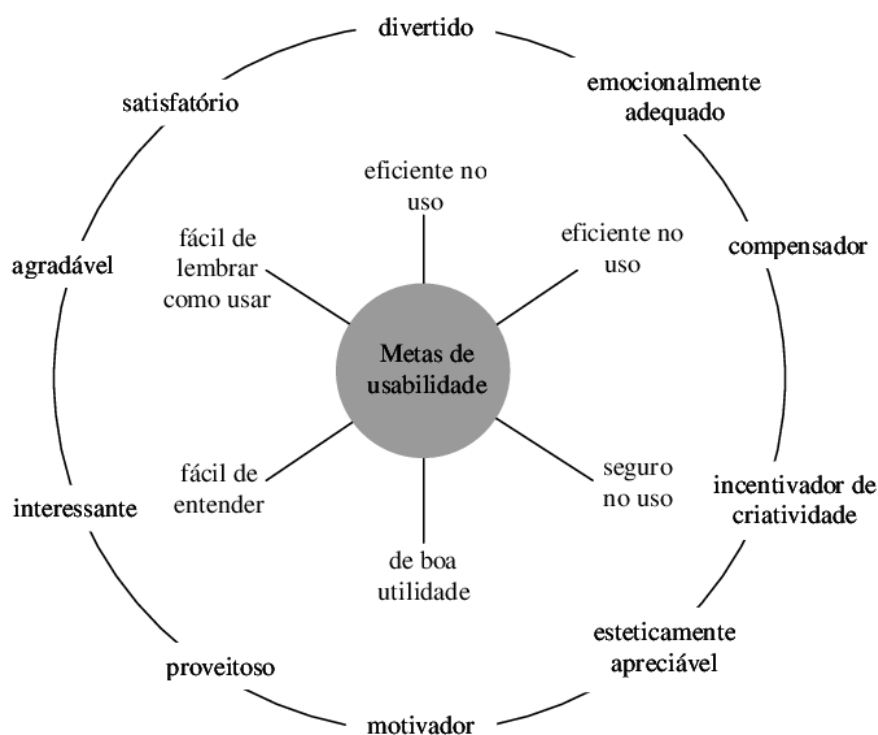 divertido
emocionalmente
adequado
satisfatório
eficiente no
uso
fácil de
lembrar
como usar
eficiente no
uso
compensador
agradável
Metas de
usabilidade
fácil de
entender
seguro
no uso
interessante
incentivador de
criatividade
de boa
utilidade
esteticamente
apreciável
proveitoso
motivador